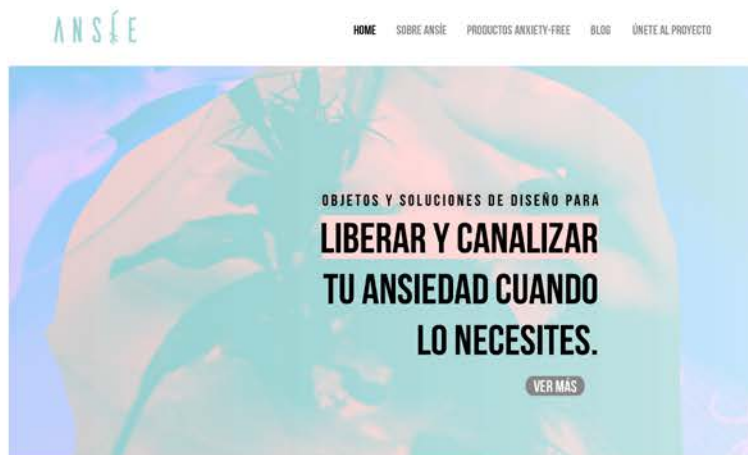 ANSÍE
HOME SOBRE ANSÍE PRODUCTOS ANXIETY-FREE BLOG ÚNETE AL PROYECTO
OBJETOS Y SOLUCIONES DE DISEÑO PARA
LIBERAR Y CANALIZAR
TU ANSIEDAD CUANDO
LO NECESITES.
VER MÁS